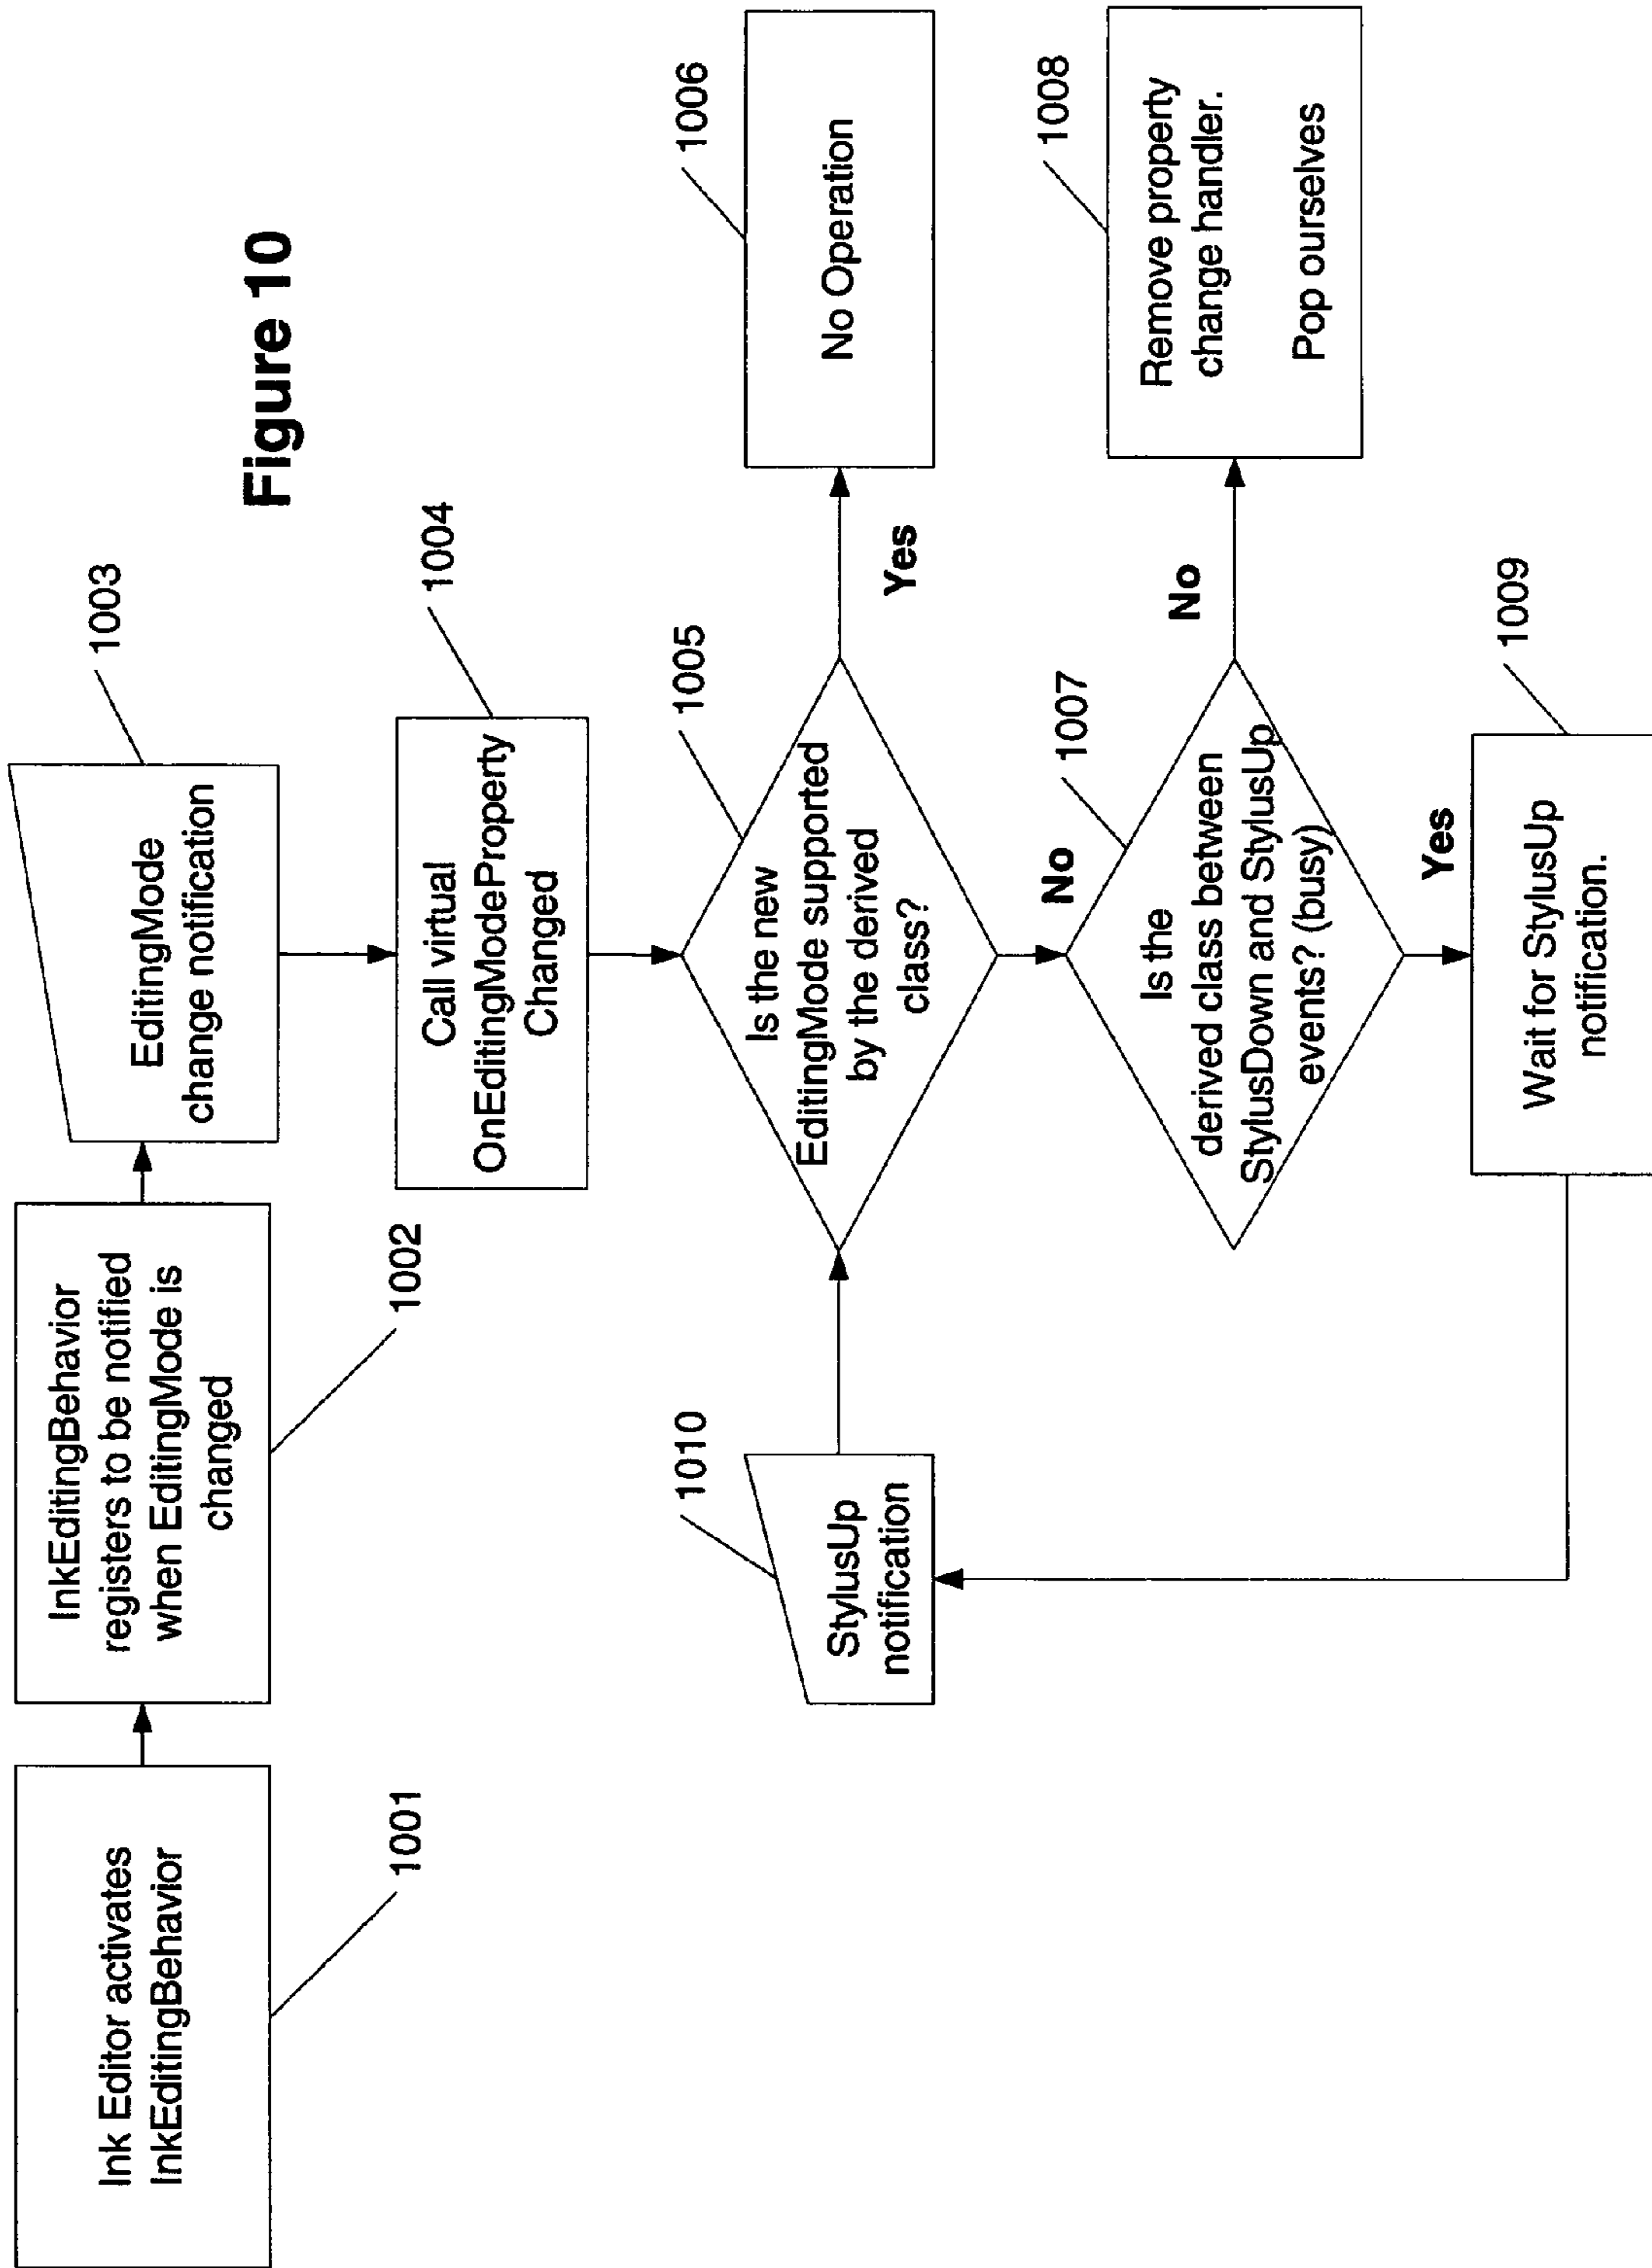 Figure 10
Ink Editor activates
InkEditingBehavior
1001
InkEditingBehavior
registers to be notified
when EditingMode is
changed
1002
EditingMode
change notification
1003
Call virtual
OnEditingModeProperty
Changed
1004
Is the new
EditingMode supported
by the derived
class?
1005
Yes
No Operation
1006
No
Is the
derived class between
StylusDown and StylusUp
events? (busy)
1007
No
Remove property
change handler.
Pop ourselves
1008
Yes
Wait for StylusUp
notification.
1009
StylusUp
notification
1010